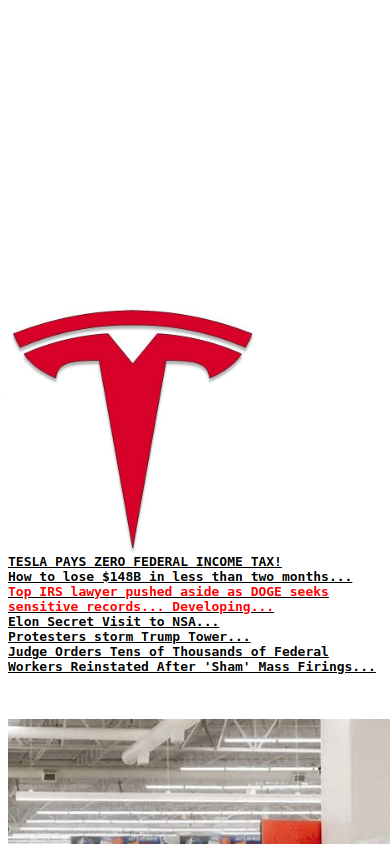 TESLA PAYS ZERO FEDERAL INCOME TAX!
How to lose $148B in less than two months...
Top IRS lawyer pushed aside as DOGE seeks
sensitive records... Developing...
Elon Secret Visit to NSA...
Protesters storm Trump Tower...
Judge Orders Tens of Thousands of Federal
Workers Reinstated After 'Sham' Mass Firings...